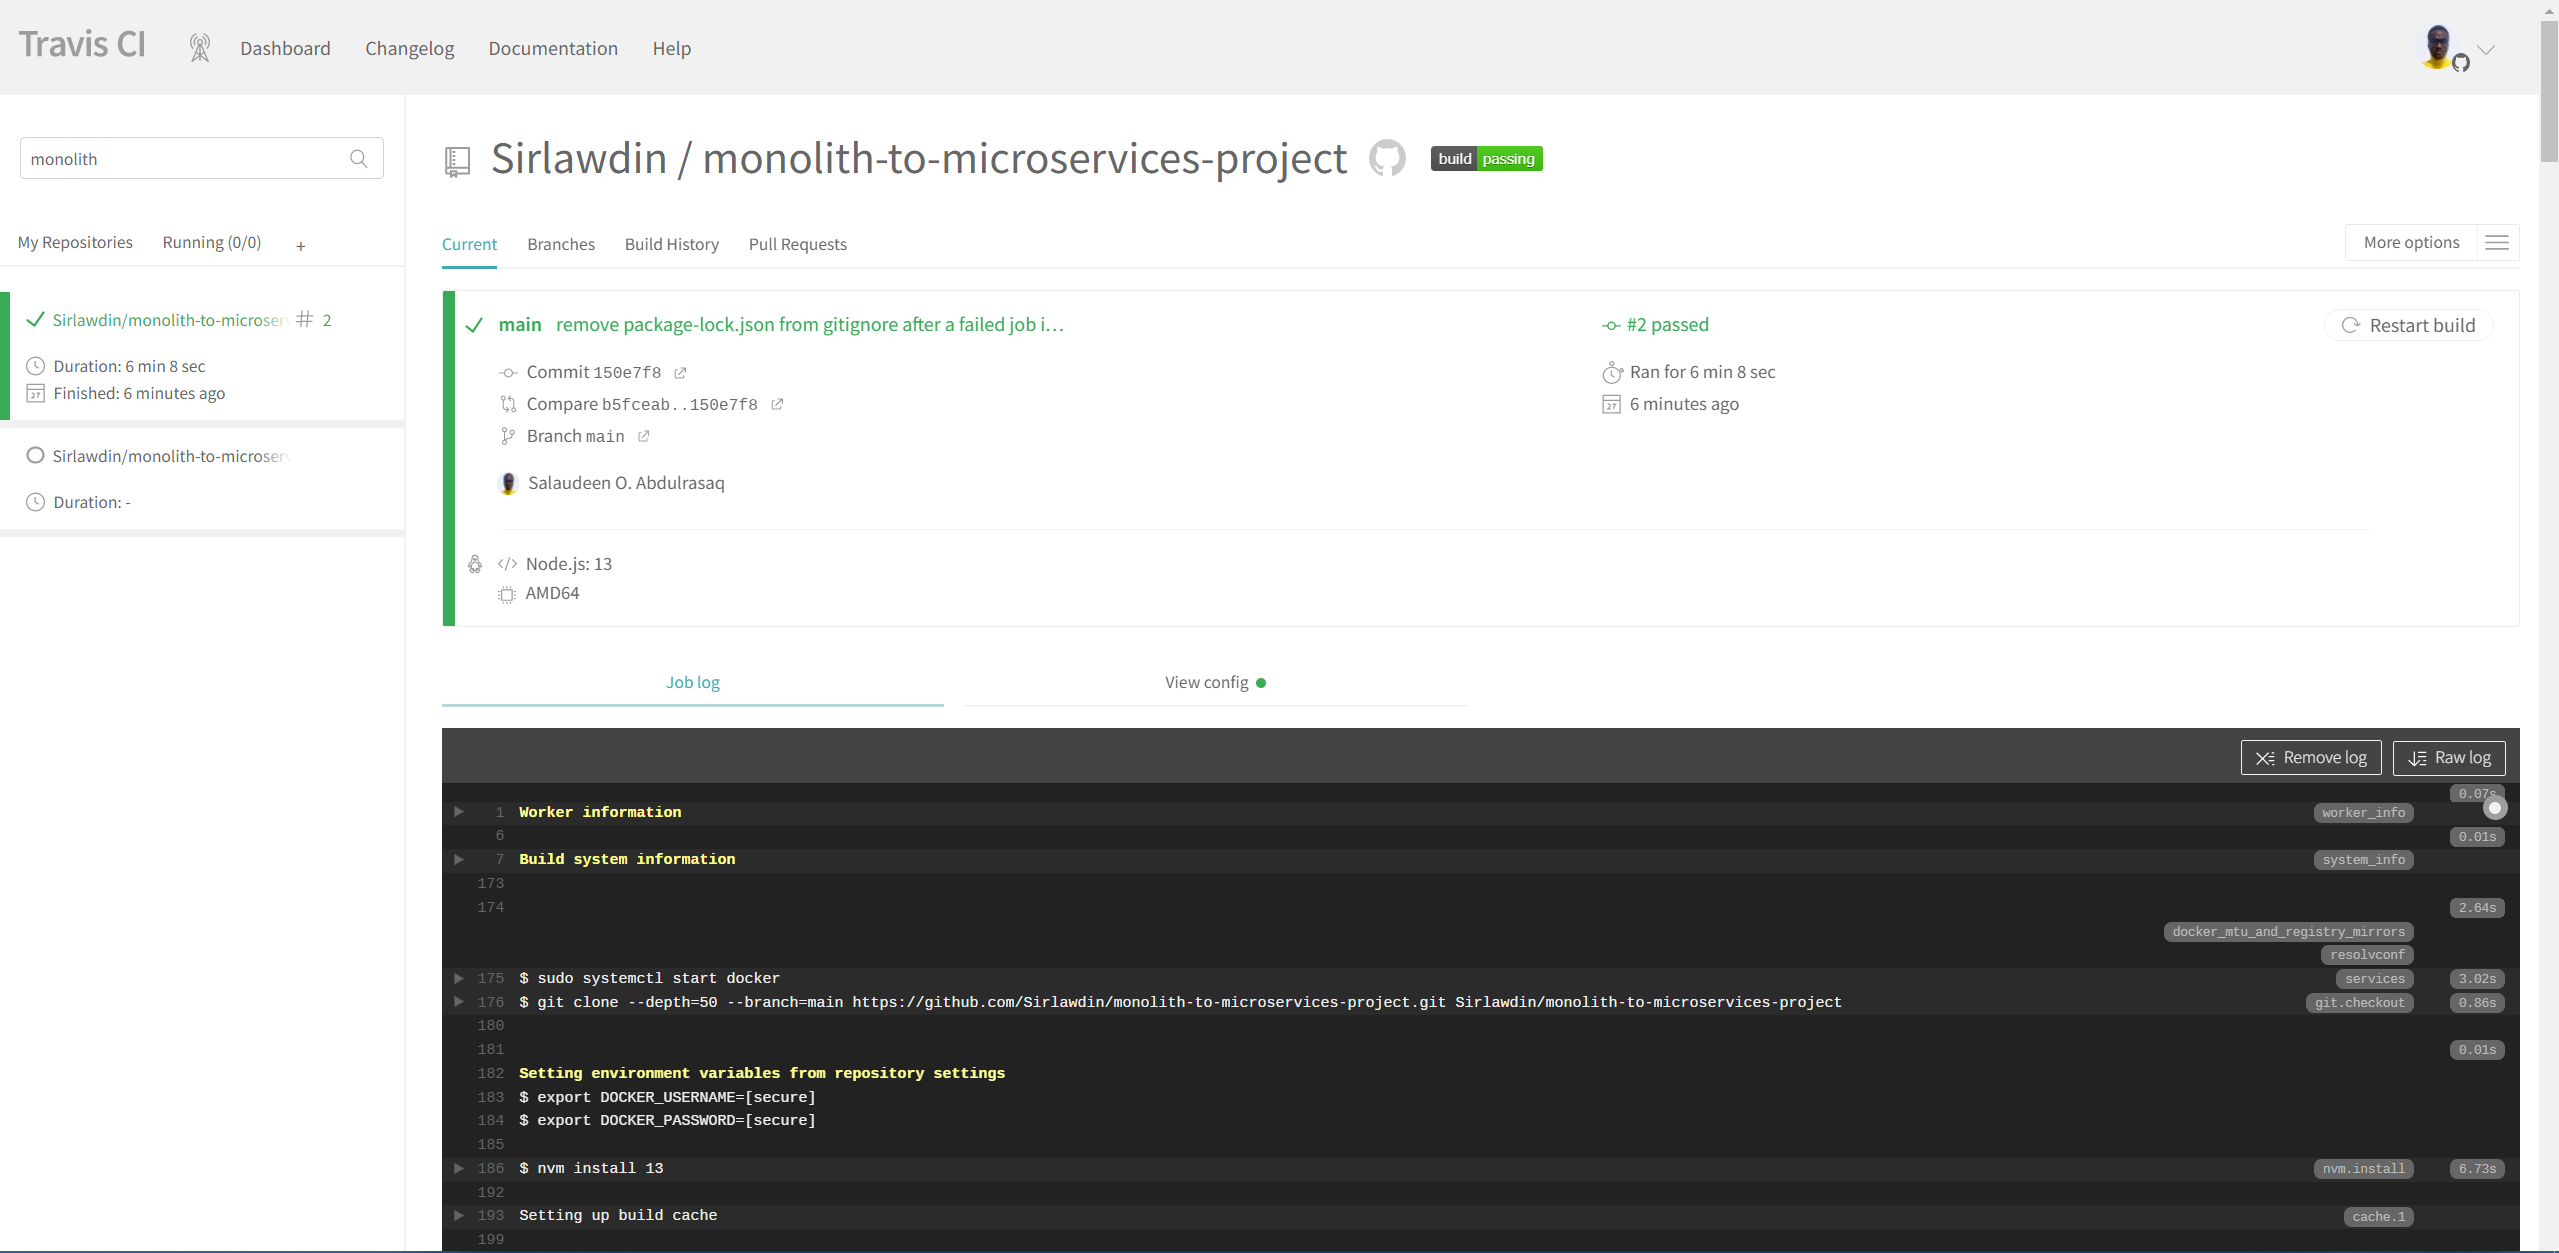 Travis CI
Dashboard
Changelog
Documentation
Help
monolith
My Repositories
Running (0/0)
+
Sirlawdin/monolith-to-microser
# 2
Duration: 6 min 8 sec
27
Finished: 6 minutes ago
Sirlawdin/monolith-to-microser
Duration: -
Sirlawdin / monolith-to-microservices-project
build passing
Current
Branches
Build History
Pull Requests
More options
main remove package-lock.json from gitignore after a failed job i…
Commit 150e7f8
Compare b5fceab..150e7f8
Branch main
Salaudeen O. Abdulrasaq
#2 passed
Ran for 6 min 8 sec
27
6 minutes ago
Restart build
</> Node.js: 13
AMD64
Job log
View config
Remove log
Raw log
0.07s
1 Worker information worker_info
6 0.01s
7 Build system information system_info
173
174 2.64s
docker_mtu_and_registry_mirrors
resolvconf
175 $ sudo systemctl start docker services 3.02s
176 $ git clone --depth=50 --branch=main https://github.com/Sirlawdin/monolith-to-microservices-project.git Sirlawdin/monolith-to-microservices-project git.checkout 0.86s
180
181 0.01s
182 Setting environment variables from repository settings
183 $ export DOCKER_USERNAME=[secure]
184 $ export DOCKER_PASSWORD=[secure]
185
186 $ nvm install 13 nvm.install 6.73s
192
193 Setting up build cache cache.1
199